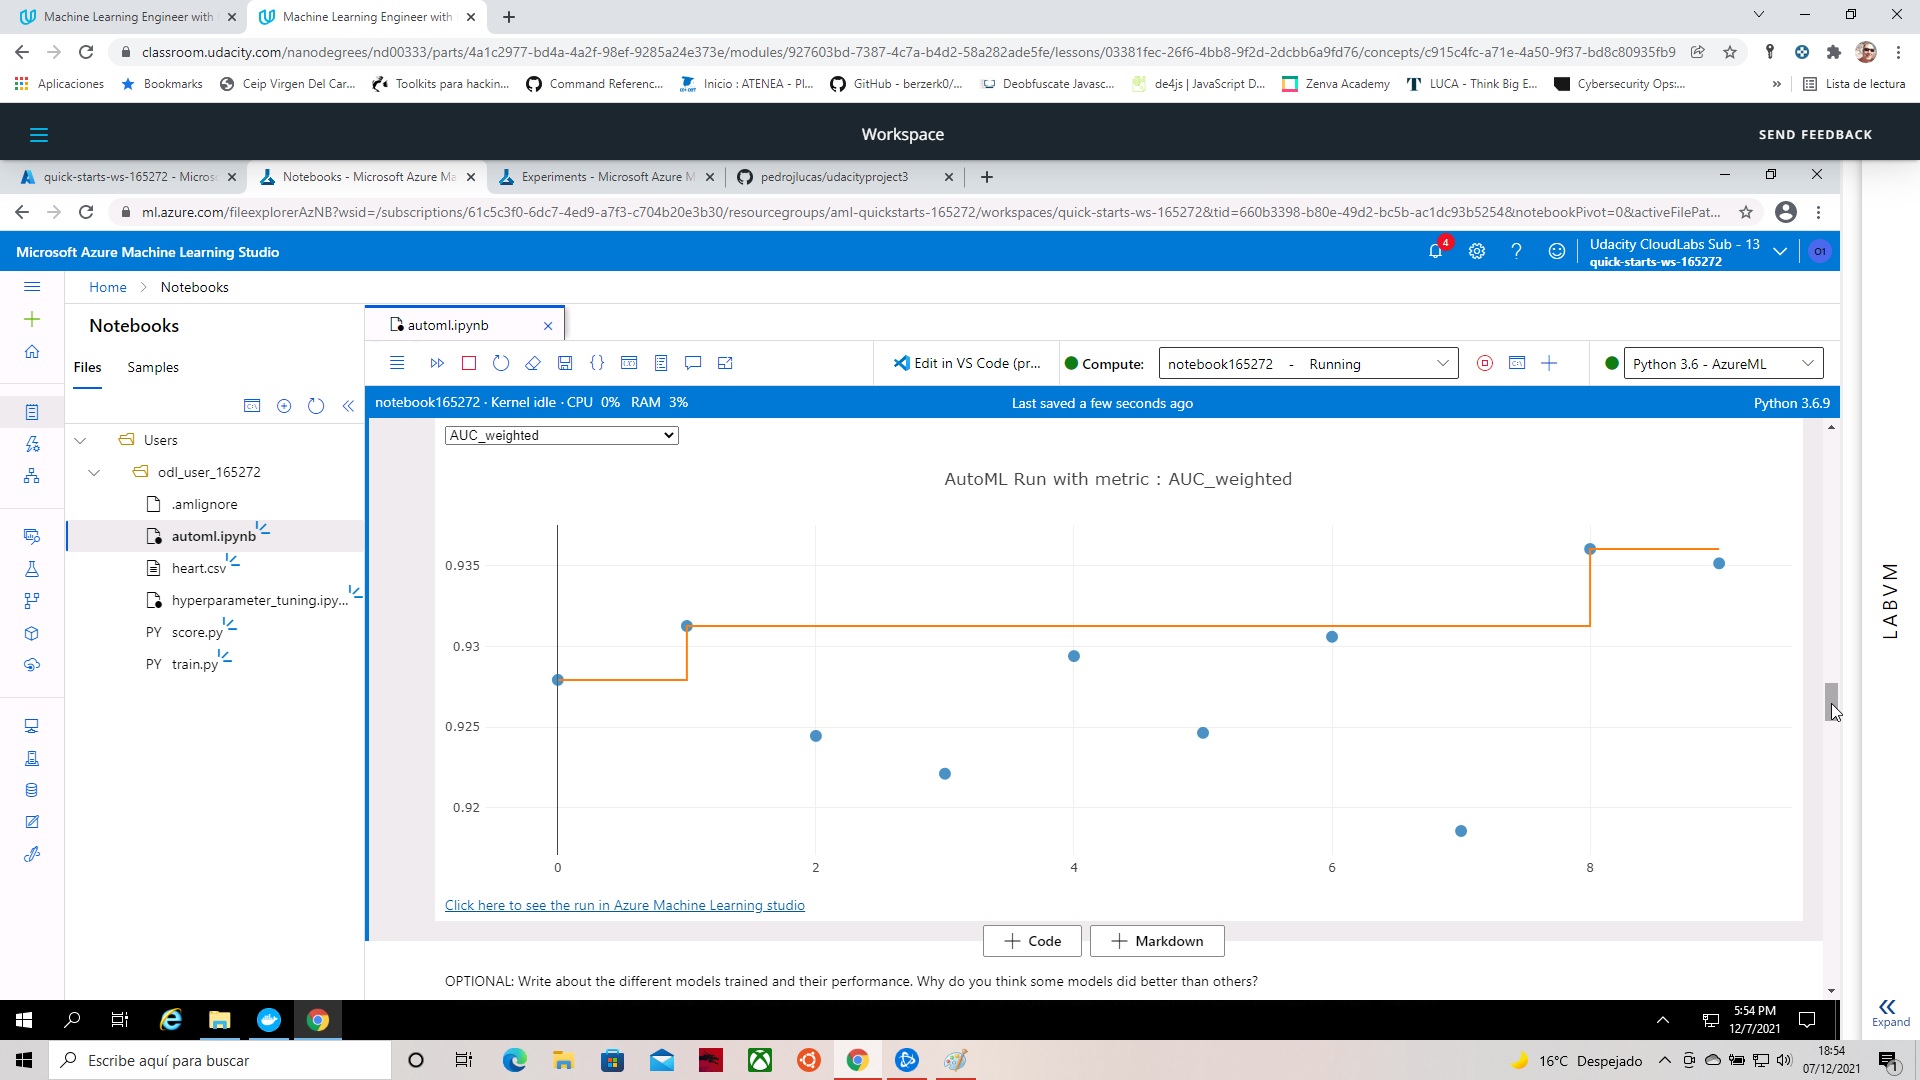 Machine Learning Engineer with
Machine Learning Engineer with
classroom.udacity.com/nanodegrees/nd00333/parts/4a1c2977-bd4a-4a2f-98ef-9285a24e373e/modules/927603bd-7387-4c7a-b4d2-58a282ade5fe/lessons/03381fec-26f6-4bb8-9f2d-2dcbb6a9fd76/concepts/c915c4fc-a71e-4a50-9f37-bd8c80935fb9
Aplicaciones Bookmarks Ceip Virgen Del Car... Toolkits para hackin... Command Referenc... Inicio : ATENEA - Pl... GitHub - berzerk0/... Deobfuscate Javasc... de4js | JavaScript D... Zenva Academy LUCA - Think Big E... Cybersecurity Ops:... » Lista de lectura
Workspace
SEND FEEDBACK
quick-starts-ws-165272 - Micros
Notebooks - Microsoft Azure Ma
Experiments - Microsoft Azure M
pedrojlucas/udacityproject3
ml.azure.com/fileexplorerAzNB?wsid=/subscriptions/61c5c3f0-6dc7-4ed9-a7f3-c704b20e3b30/resourcegroups/aml-quickstarts-165272/workspaces/quick-starts-ws-165272&tid=660b3398-b80e-49d2-bc5b-ac1dc93b5254&notebookPivot=0&activeFilePat...
Microsoft Azure Machine Learning Studio
4
Udacity CloudLabs Sub - 13
quick-starts-ws-165272
O1
Home > Notebooks
Notebooks
Files Samples
Users
odl_user_165272
.amlignore
automl.ipynb
heart.csv
hyperparameter_tuning.ipy...
PY score.py
PY train.py
automl.ipynb
Edit in VS Code (pr...
Compute:
notebook165272 - Running
Python 3.6 - AzureML
notebook165272 · Kernel idle · CPU 0% RAM 3%
Last saved a few seconds ago
Python 3.6.9
AUC_weighted
AutoML Run with metric : AUC_weighted
0.935
0.93
0.925
0.92
0 2 4 6 8
Click here to see the run in Azure Machine Learning studio
+ Code
+ Markdown
OPTIONAL: Write about the different models trained and their performance. Why do you think some models did better than others?
LABVM
Expand
5:54 PM
12/7/2021
Escribe aquí para buscar
16°C Despejado
18:54
07/12/2021
1